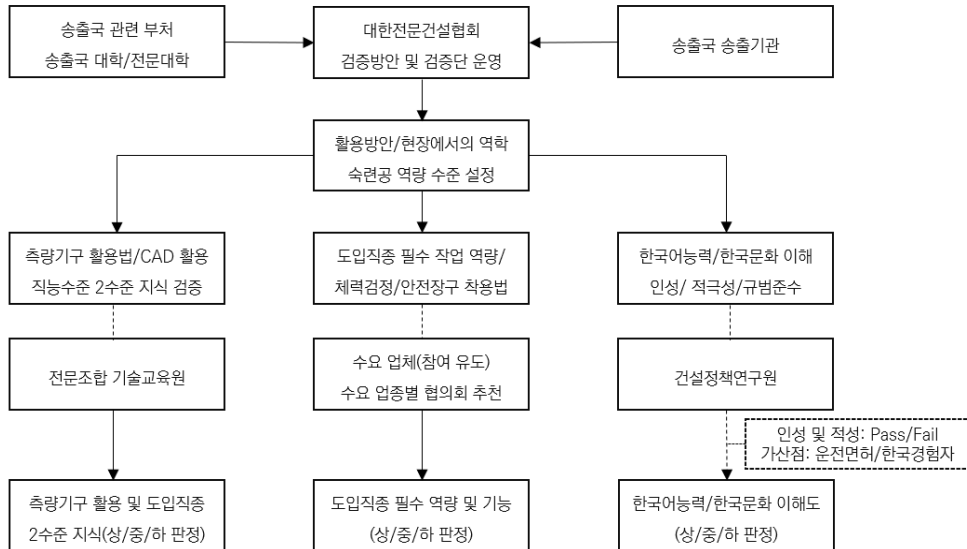 송출국 관련 부처
송출국 대학/전문대학
대한전문건설협회
검증방안 및 검증단 운영
송출국 송출기관
활용방안/현장에서의 역학
숙련공 역량 수준 설정
측량기구 활용법/CAD 활용
직능수준 2수준 지식 검증
도입직종 필수 작업 역량/
체력검정/안전장구 착용법
한국어능력/한국문화 이해
인성/ 적극성/규범준수
전문조합 기술교육원
수요 업체(참여 유도)
수요 업종별 협의회 추천
건설정책연구원
인성 및 적성: Pass/Fail
가산점: 운전면허/한국경험자
측량기구 활용 및 도입직종
2수준 지식(상/중/하 판정)
도입직종 필수 역량 및 기능
(상/중/하 판정)
한국어능력/한국문화 이해도
(상/중/하 판정)